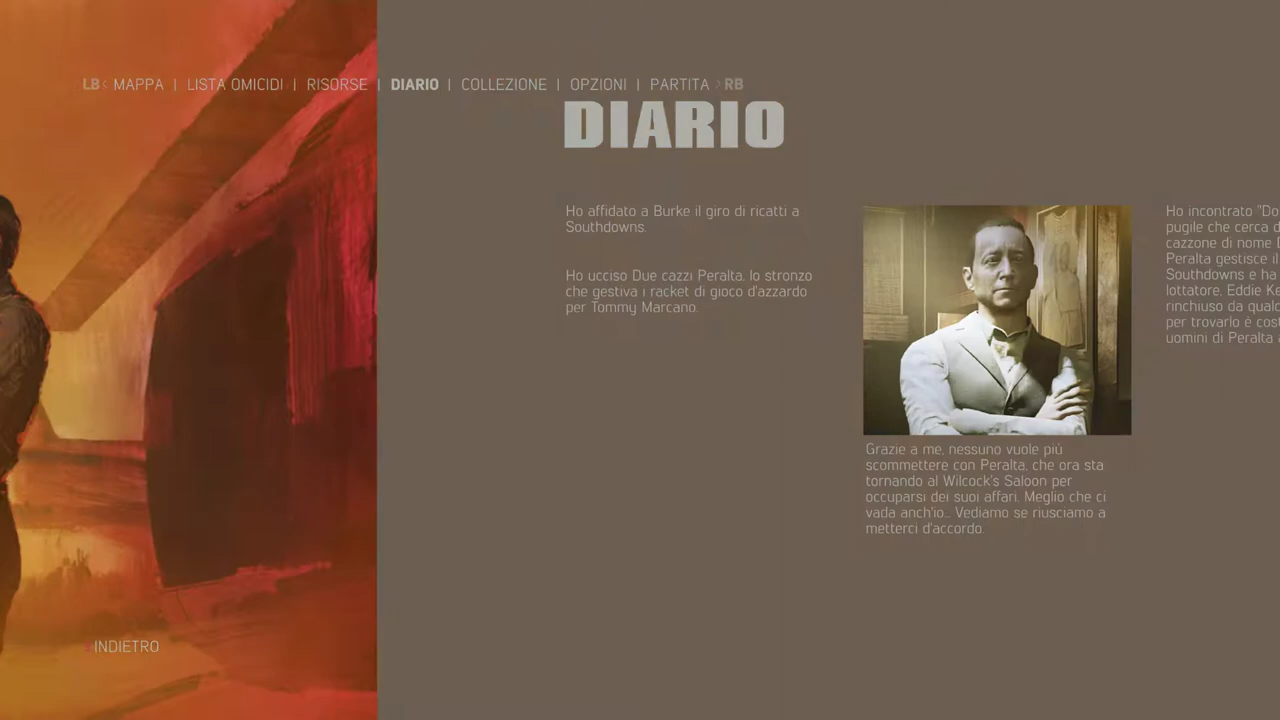 LB< MAPPA | LISTA OMICIDI | RISORSE | DIARIO | COLLEZIONE | OPZIONI | PARTITA >RB
DIARIO
Ho affidato a Burke il giro di ricatti a
Southdowns.
Ho ucciso Due cazzi Peralta, lo stronzo
che gestiva i racket di gioco d'azzardo
per Tommy Marcano.
Grazie a me, nessuno vuole più
scommettere con Peralta, che ora sta
tornando al Wilcock's Saloon per
occuparsi dei suoi affari. Meglio che ci
vada anch'io... Vediamo se riusciamo a
metterci d'accordo.
Ho incontrato "Do
pugile che cerca d
cazzone di nome
Peralta gestisce il
Southdowns e ha
lottatore, Eddie Ke
rinchiuso da qualc
per trovarlo è cost
uomini di Peralta
INDIETRO